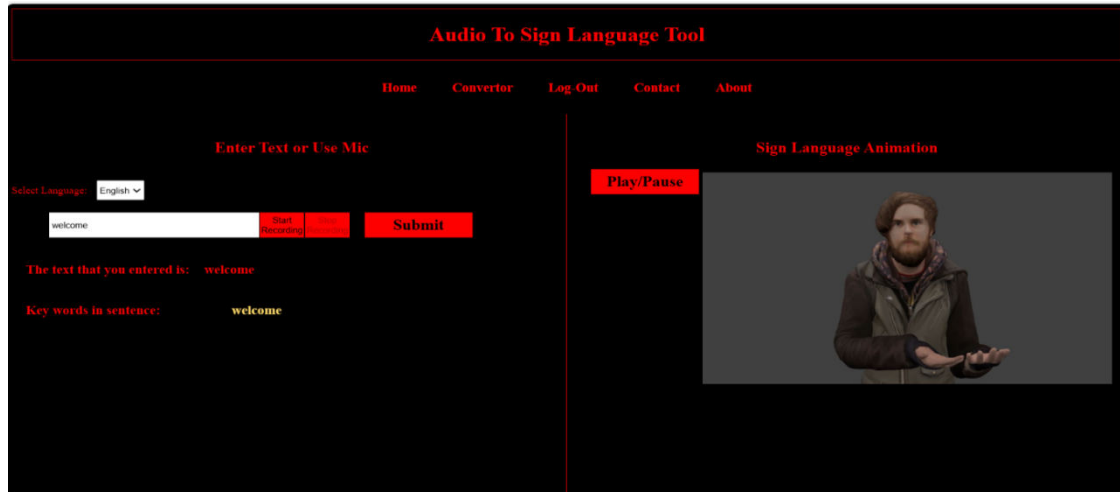 Audio To Sign Language Tool
Home Convertor Log-Out Contact About
Enter Text or Use Mic
Select Language: English
welcome
Start Recording
Stop Recording
Submit
The text that you entered is: welcome
Key words in sentence: welcome
Sign Language Animation
Play/Pause